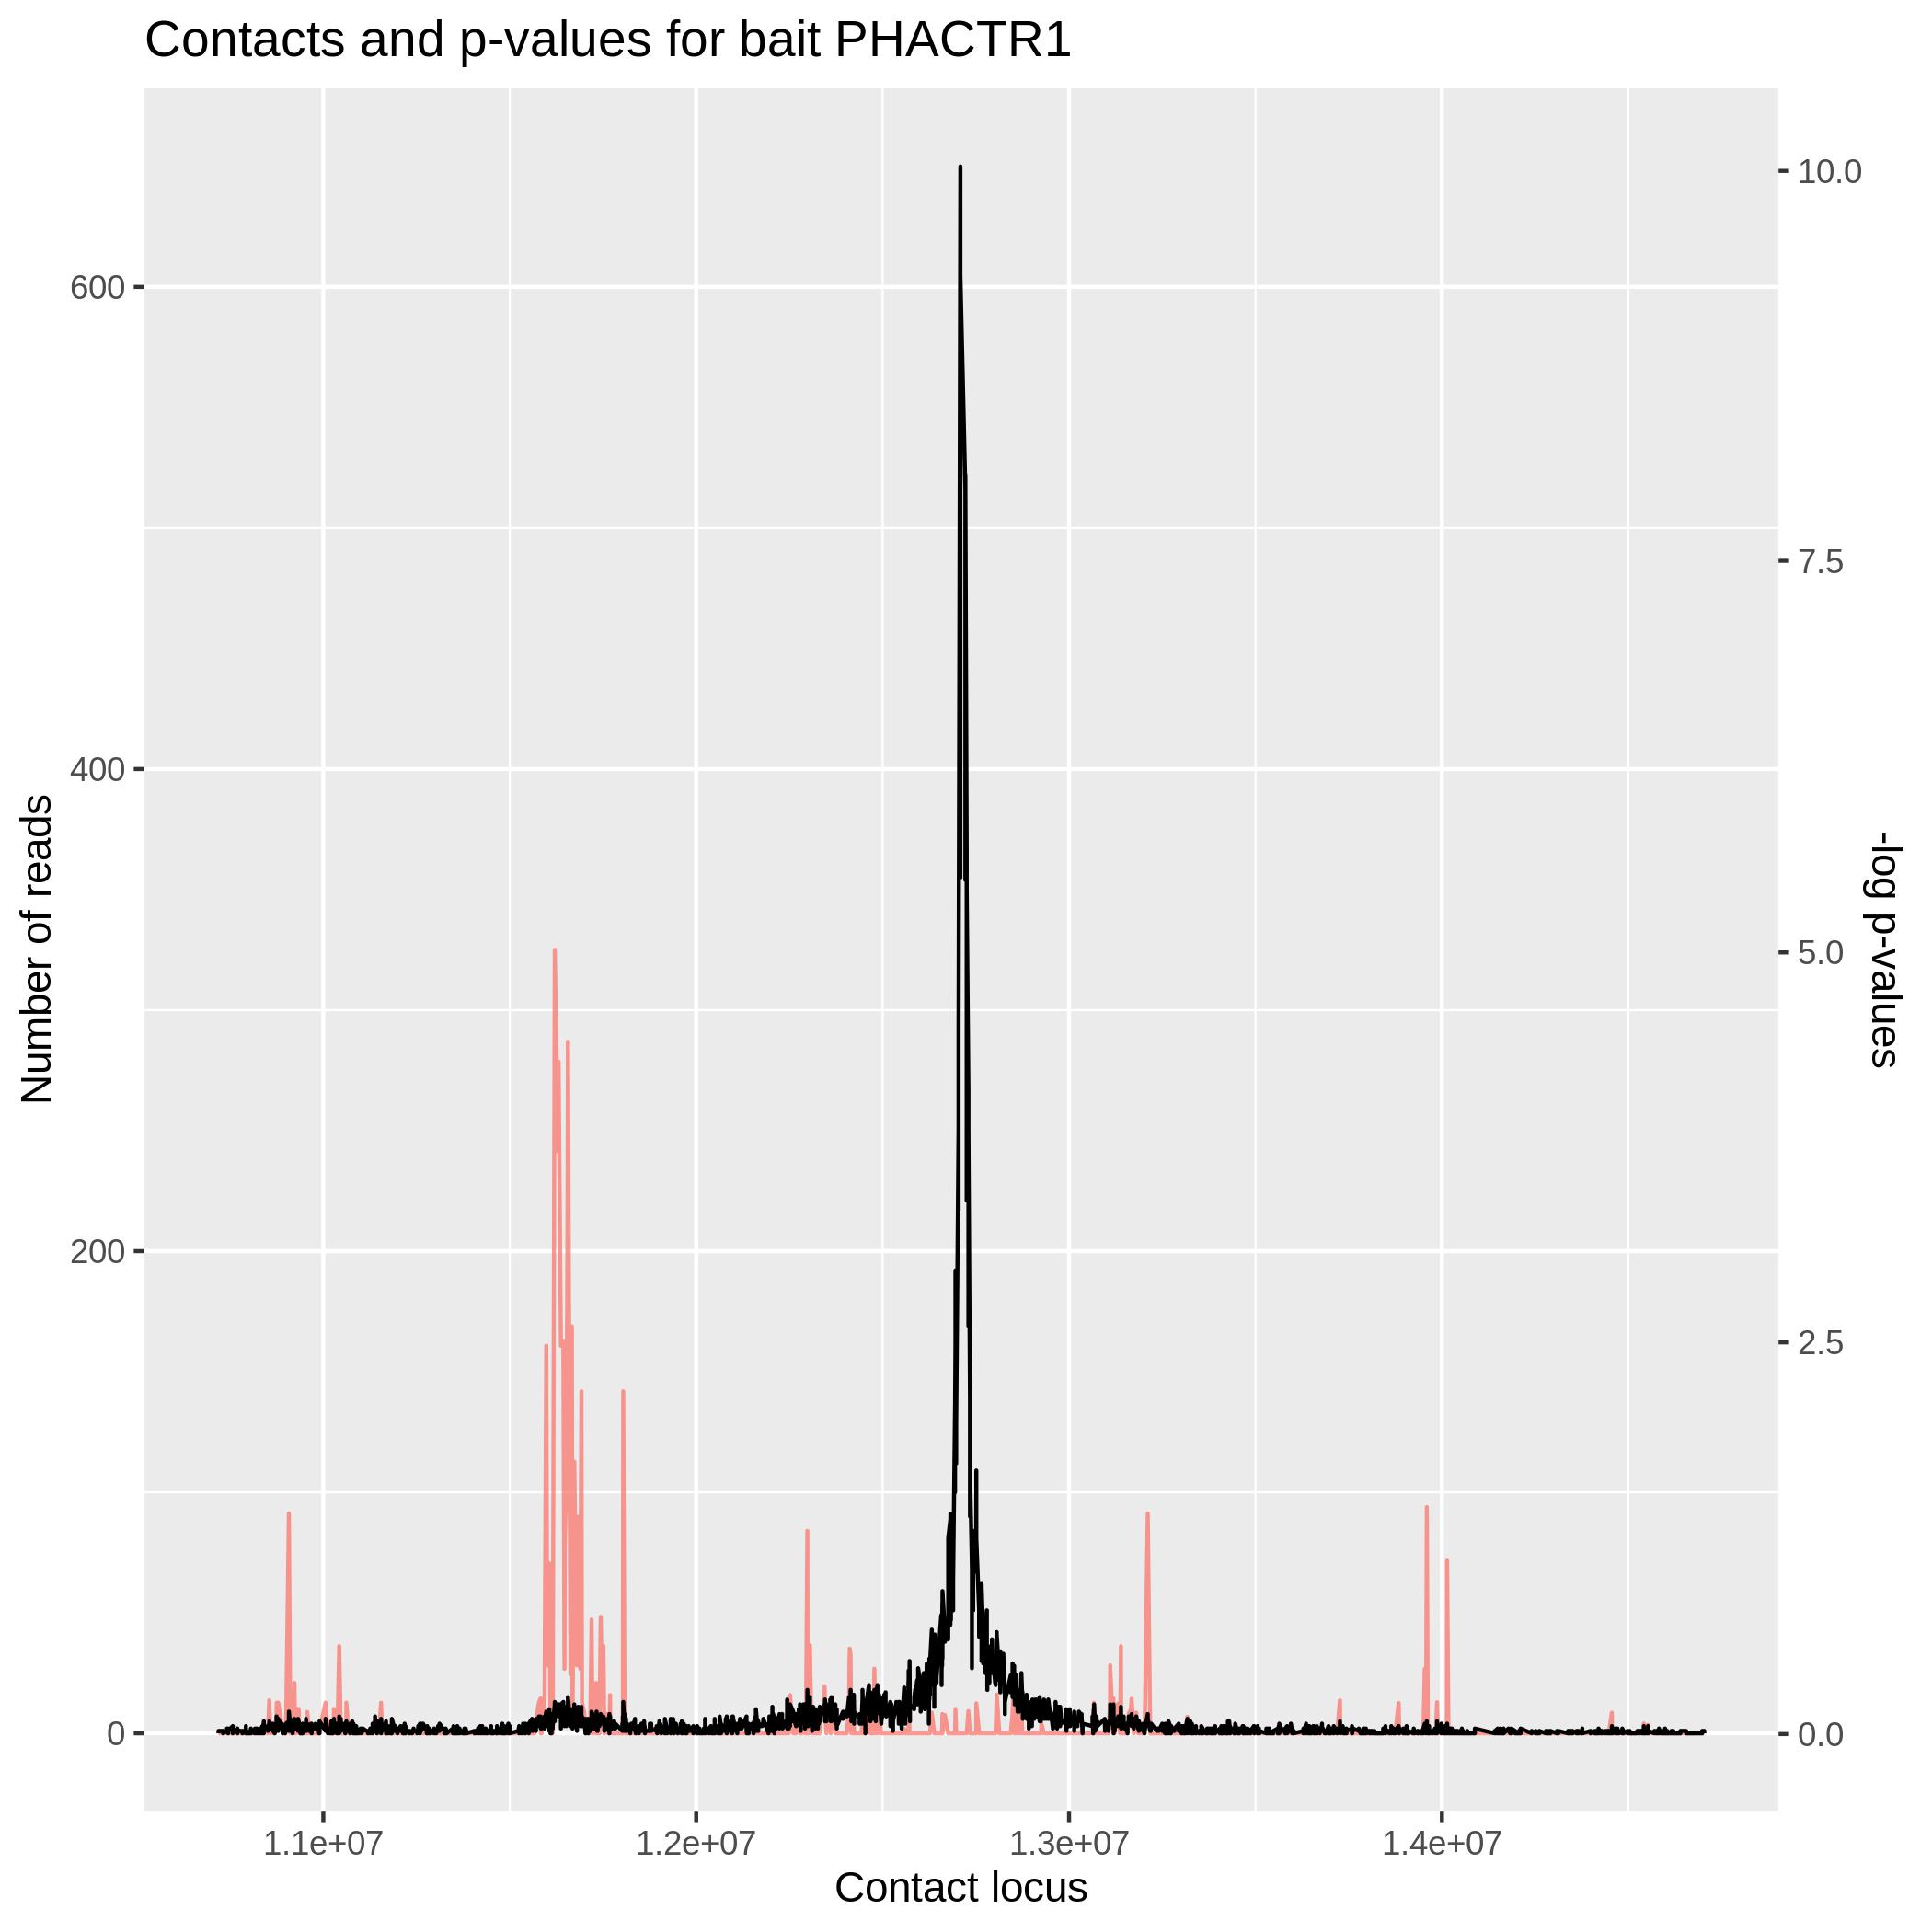 Contacts and p-values for bait PHACTR1
Number of reads
600
400
200
0
10.0
7.5
5.0
2.5
0.0
-log p-values
1.1e+07 1.2e+07 1.3e+07 1.4e+07
Contact locus